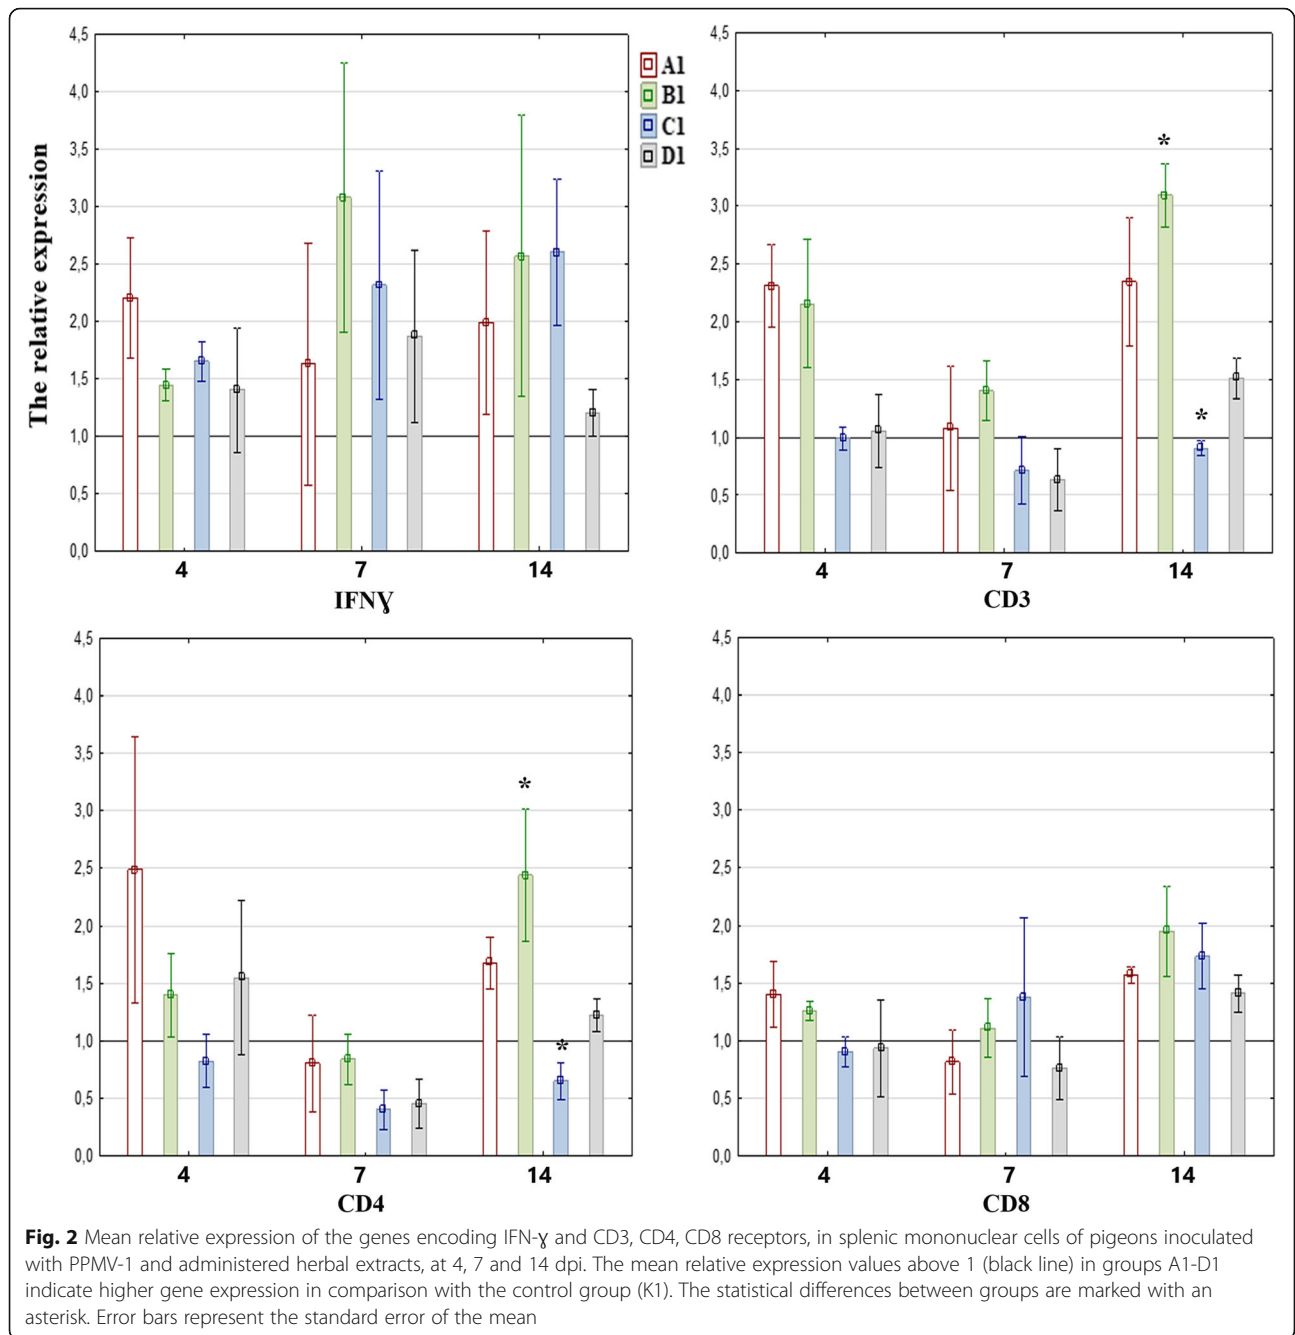 The relative expression
4,5
4,0
3,5
3,0
2,5
2,0
1,5
1,0
0,5
0,0
4 7 14
IFNɣ
A1
B1
C1
D1
4,5
4,0
3,5
3,0
2,5
2,0
1,5
1,0
0,5
0,0
*
*
4 7 14
CD3
4,5
4,0
3,5
3,0
2,5
2,0
1,5
1,0
0,5
0,0
*
*
4 7 14
CD4
4,5
4,0
3,5
3,0
2,5
2,0
1,5
1,0
0,5
0,0
4 7 14
CD8
Fig. 2 Mean relative expression of the genes encoding IFN-ɣ and CD3, CD4, CD8 receptors, in splenic mononuclear cells of pigeons inoculated
with PPMV-1 and administered herbal extracts, at 4, 7 and 14 dpi. The mean relative expression values above 1 (black line) in groups A1-D1
indicate higher gene expression in comparison with the control group (K1). The statistical differences between groups are marked with an
asterisk. Error bars represent the standard error of the mean